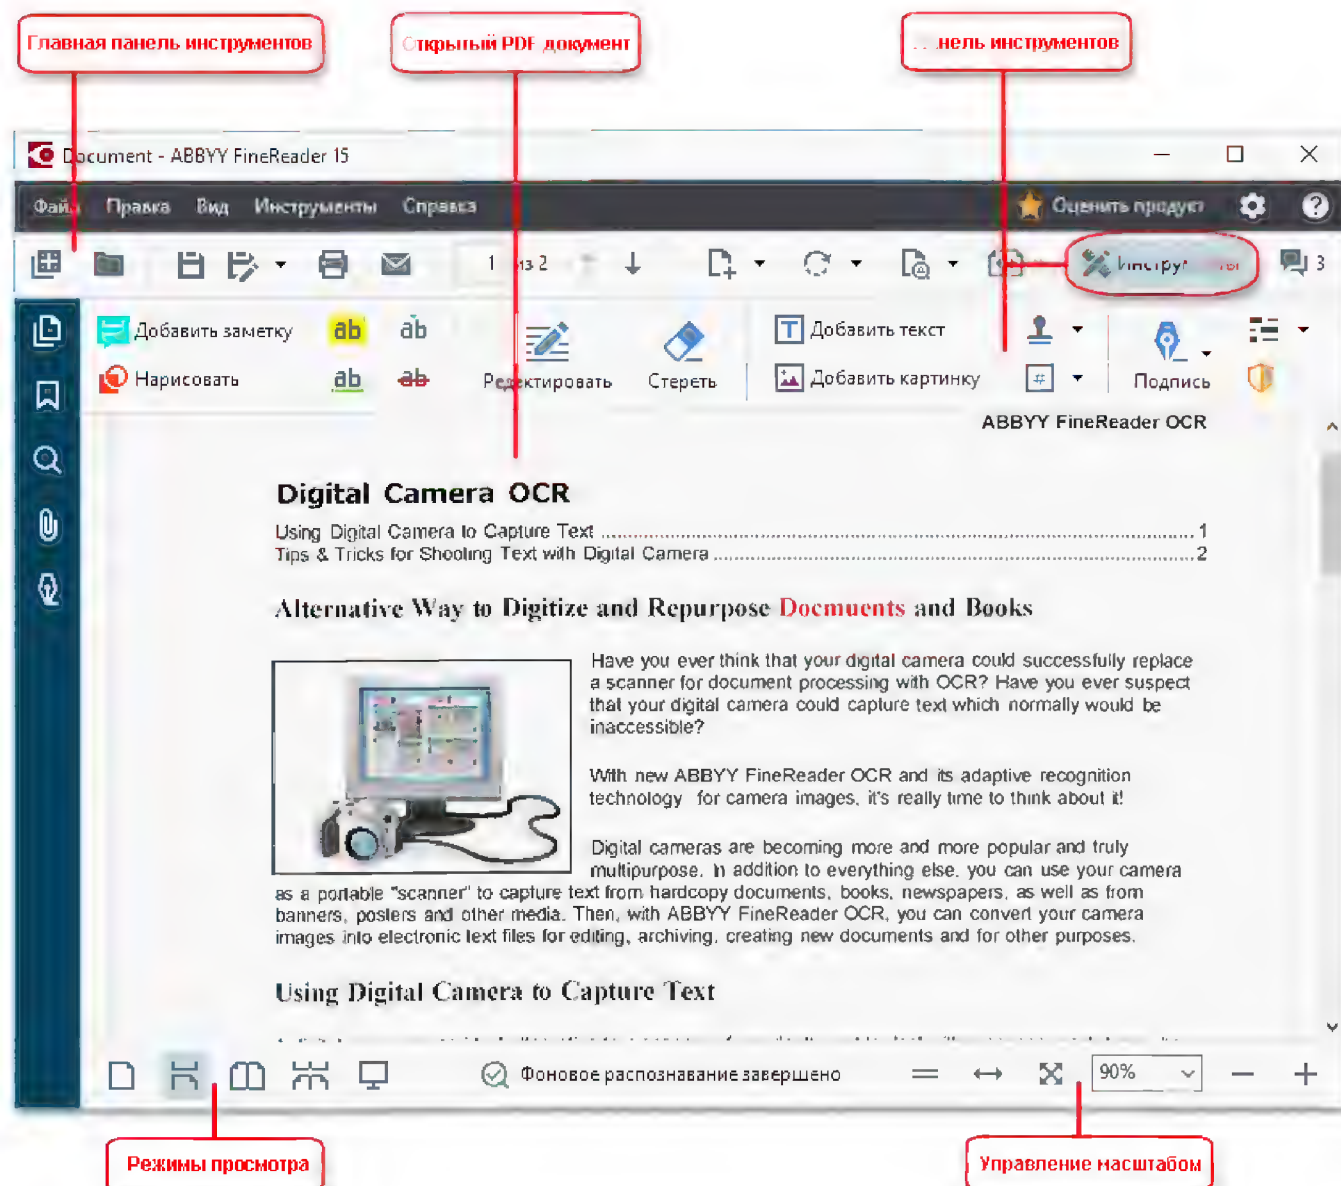 Главная панель инструментов
Открытый PDF документ
нель инструментов
Document - ABBYY FineReader 15
Файл Правка Вид Инструменты Справка
Оценить продукт
1 из 2
3
Добавить заметку ab ab
Добавить текст
Нарисовать ab ab
Редактировать Стереть
Добавить картинку
# Подпись
ABBYY FineReader OCR
Digital Camera OCR
Using Digital Camera to Capture Text 1
Tips & Tricks for Shooting Text with Digital Camera 2
Alternative Way to Digitize and Repurpose Docmuents and Books
Have you ever think that your digital camera could successfully replace
a scanner for document processing with OCR? Have you ever suspect
that your digital camera could capture text which normally would be
inaccessible?
With new ABBYY FineReader OCR and its adaptive recognition
technology for camera images, it's really time to think about it!
Digital cameras are becoming more and more popular and truly
multipurpose. In addition to everything else, you can use your camera
as a portable "scanner" to capture text from hardcopy documents, books, newspapers, as well as from
banners, posters and other media. Then, with ABBYY FineReader OCR, you can convert your camera
images into electronic text files for editing, archiving, creating new documents and for other purposes.
Using Digital Camera to Capture Text
Фоновое распознавание завершено
90%
Режимы просмотра
Управление масштабом